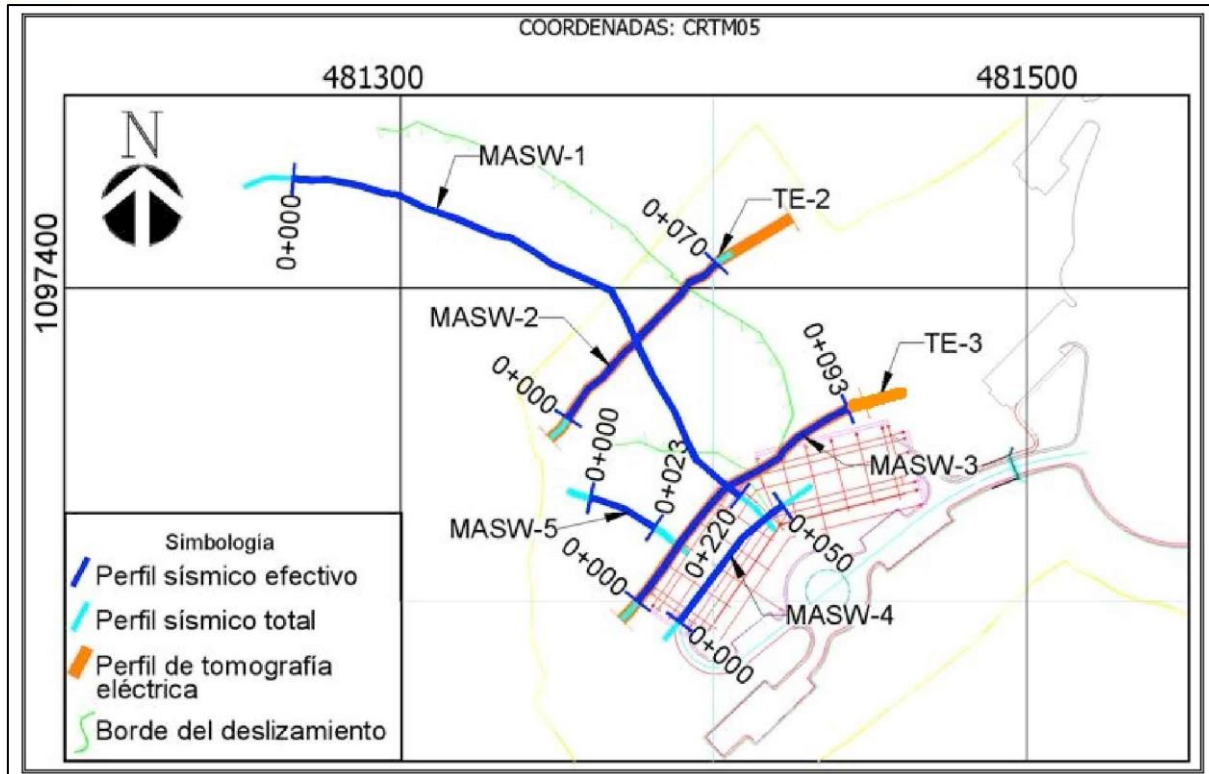 COORDENADAS: CRTM05
481300
481500
N
MASW-1
TE-2
0+070
0+000
1097400
MASW-2
0+093
TE-3
0+000
0+000
0+023
MASW-3
MASW-5
0+220
0+050
0+000
MASW-4
0+000
Simbología
Perfil sísmico efectivo
Perfil sísmico total
Perfil de tomografía
eléctrica
Borde del deslizamiento